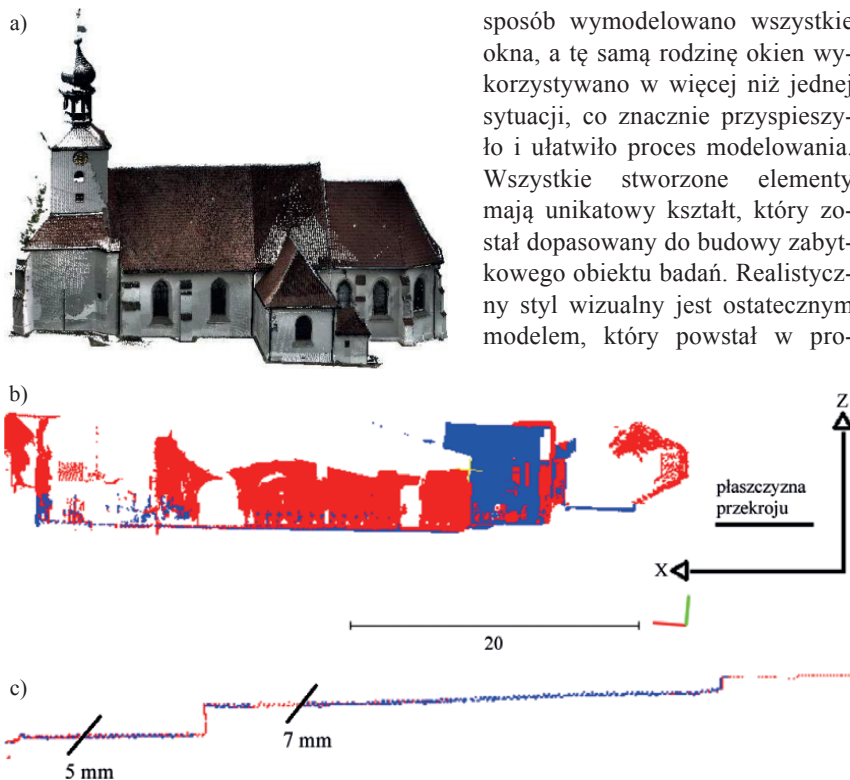 a)
sposób wymodelowano wszystkie
okna, a tę samą rodzinę okien wy-
korzystywano w więcej niż jednej
sytuacji, co znacznie przyspieszy-
ło i ułatwiło proces modelowania.
Wszystkie stworzone elementy
mają unikatowy kształt, który zo-
stał dopasowany do budowy zabyt-
kowego obiektu badań. Realistycz-
ny styl wizualny jest ostatecznym
modelem, który powstał w pro-
b)
Z
płaszczyzna
przekroju
X
20
c)
7 mm
5 mm